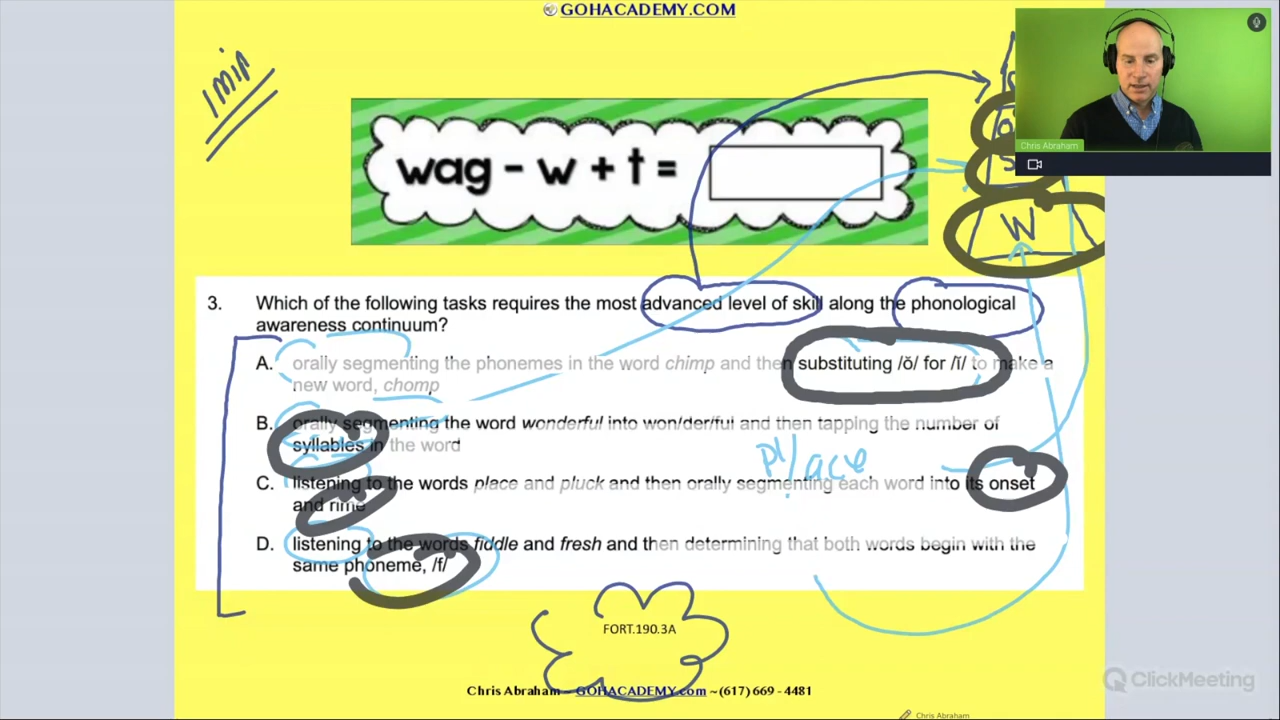 GOHACADEMY.COM
1 min
Chris Abraham
wag - w + t =
W
3. Which of the following tasks requires the most advanced level of skill along the phonological
awareness continuum?
A. orally segmenting the phonemes in the word chimp and then substituting /ŏ/ for /ĭ/ to make a
new word, chomp
B. orally segmenting the word wonderful into won/der/ful and then tapping the number of
syllables in the word
pl/ace
C. listening to the words place and pluck and then orally segmenting each word into its onset
and rime
D. listening to the words fiddle and fresh and then determining that both words begin with the
same phoneme, /f/
FORT.190.3A
Chris Abraham – GOHACADEMY.com ~(617) 669 - 4481
ClickMeeting
Chris Abraham